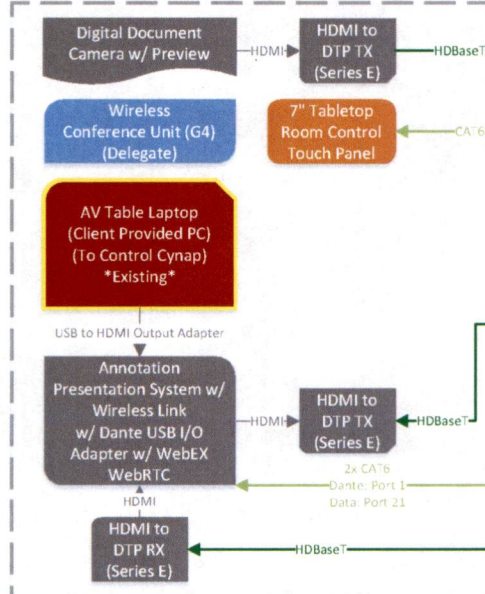 Digital Document
Camera w/ Preview
HDMI
HDMI to
DTP TX
(Series E)
HDBaseT
Wireless
Conference Unit (G4)
(Delegate)
7" Tabletop
Room Control
Touch Panel
CAT6
AV Table Laptop
(Client Provided PC)
(To Control Cynap)
*Existing*
USB to HDMI Output Adapter
Annotation
Presentation System w/
Wireless Link
w/ Dante USB I/O
Adapter w/ WebEX
WebRTC
HDMI
HDMI to
DTP TX
(Series E)
HDBaseT
2x CAT6
Dante: Port 1
Data: Port 21
HDMI
HDMI to
DTP RX
(Series E)
HDBaseT